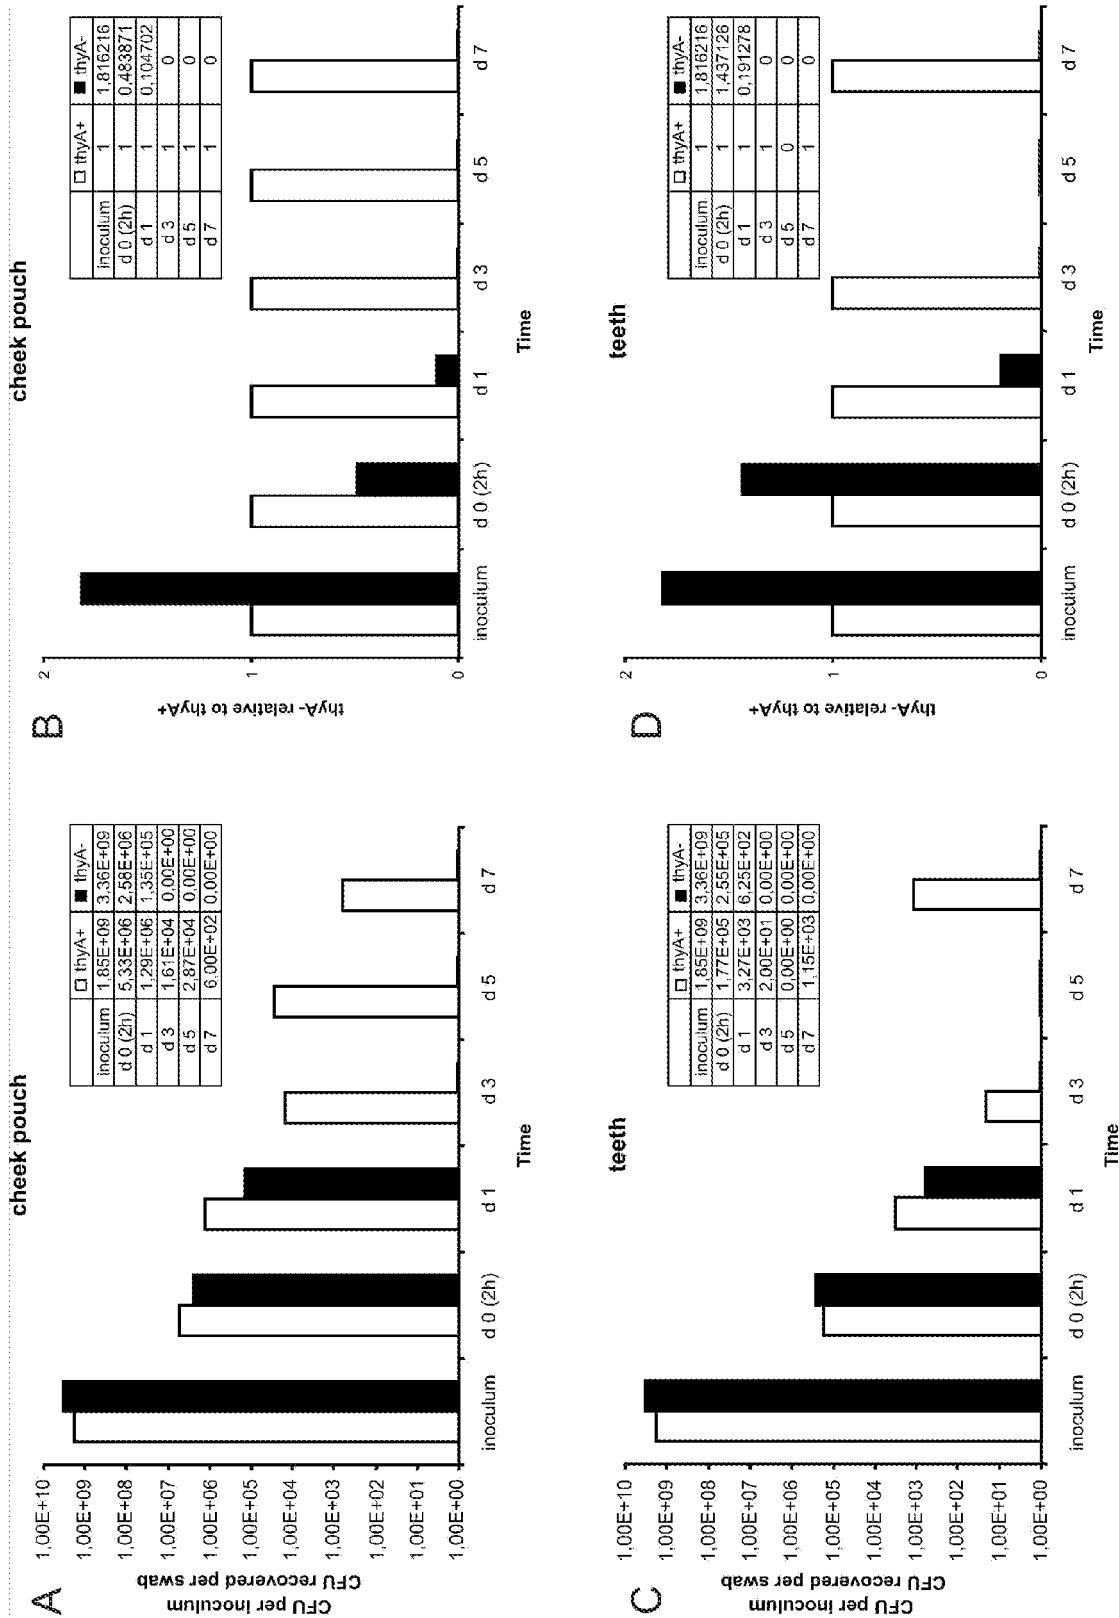 A
cheek pouch
CFU per inoculum
CFU recovered per swab
1,00E+10
1,00E+09
1,00E+08
1,00E+07
1,00E+06
1,00E+05
1,00E+04
1,00E+03
1,00E+02
1,00E+01
1,00E+00
inoculum
d 0 (2h)
d 1
d 3
d 5
d 7
Time
thyA+ thyA-
inoculum 1,85E+09 3,36E+09
d 0 (2h) 5,33E+06 2,58E+06
d 1 1,29E+06 1,35E+05
d 3 1,61E+04 0,00E+00
d 5 2,87E+04 0,00E+00
d 7 6,00E+02 0,00E+00
B
cheek pouch
thyA- relative to thyA+
2
1
0
inoculum
d 0 (2h)
d 1
d 3
d 5
d 7
Time
thyA+ thyA-
inoculum 1 1,816216
d 0 (2h) 1 0,483871
d 1 1 0,104702
d 3 1 0
d 5 1 0
d 7 1 0
C
teeth
CFU per inoculum
CFU recovered per swab
1,00E+10
1,00E+09
1,00E+08
1,00E+07
1,00E+06
1,00E+05
1,00E+04
1,00E+03
1,00E+02
1,00E+01
1,00E+00
inoculum
d 0 (2h)
d 1
d 3
d 5
d 7
Time
thyA+ thyA-
inoculum 1,85E+09 3,36E+09
d 0 (2h) 1,77E+05 2,55E+05
d 1 3,27E+03 6,25E+02
d 3 2,00E+01 0,00E+00
d 5 0,00E+00 0,00E+00
d 7 1,15E+03 0,00E+00
D
teeth
thyA- relative to thyA+
2
1
0
inoculum
d 0 (2h)
d 1
d 3
d 5
d 7
Time
thyA+ thyA-
inoculum 1 1,816216
d 0 (2h) 1 1,437126
d 1 1 0,191278
d 3 1 0
d 5 0 0
d 7 1 0